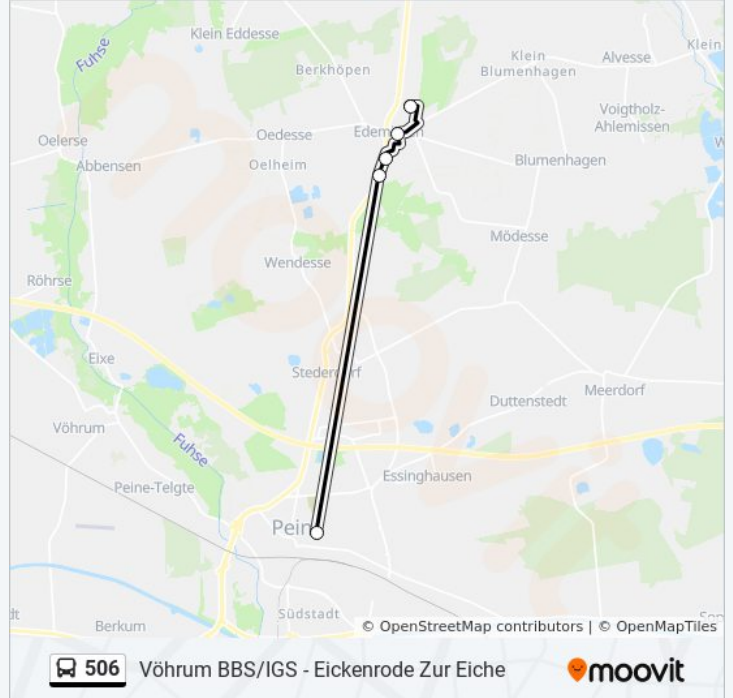 Klein Eddesse
Fuhse
Klein
Blumenhagen
Alvesse
Klein
Berkhöpen
Voigtholz-
Ahlemissen
Oelerse
Oedesse
Abbensen
Oelheim
Blumenhagen
Mödesse
Wendesse
Röhrse
Eixe
Stederdorf
Meerdorf
Duttenstedt
Vöhrum
Fuhse
Essinghausen
Peine-Telgte
Südstadt
Berkum
© OpenStreetMap contributors | © OpenMapTiles
506 Vöhrum BBS/IGS - Eickenrode Zur Eiche moovit